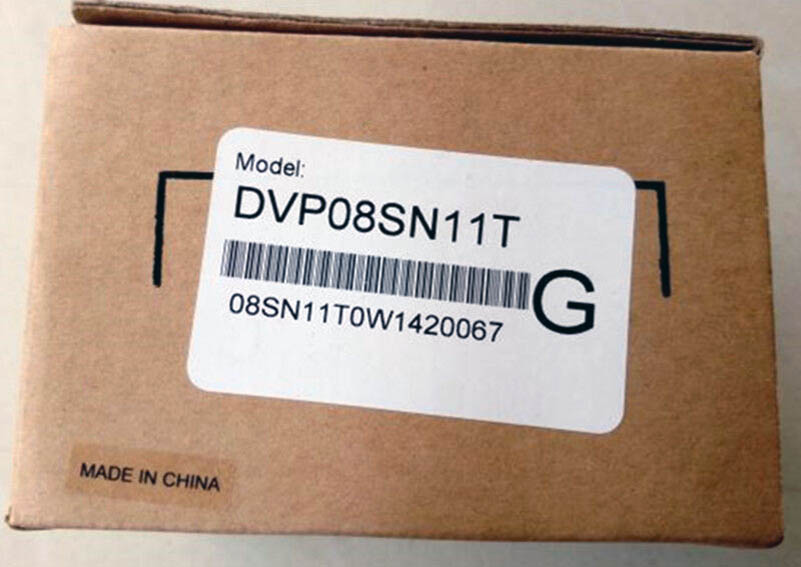 Model:
DVP08SN11T
G
08SN11T0W1420067
MADE IN CHINA